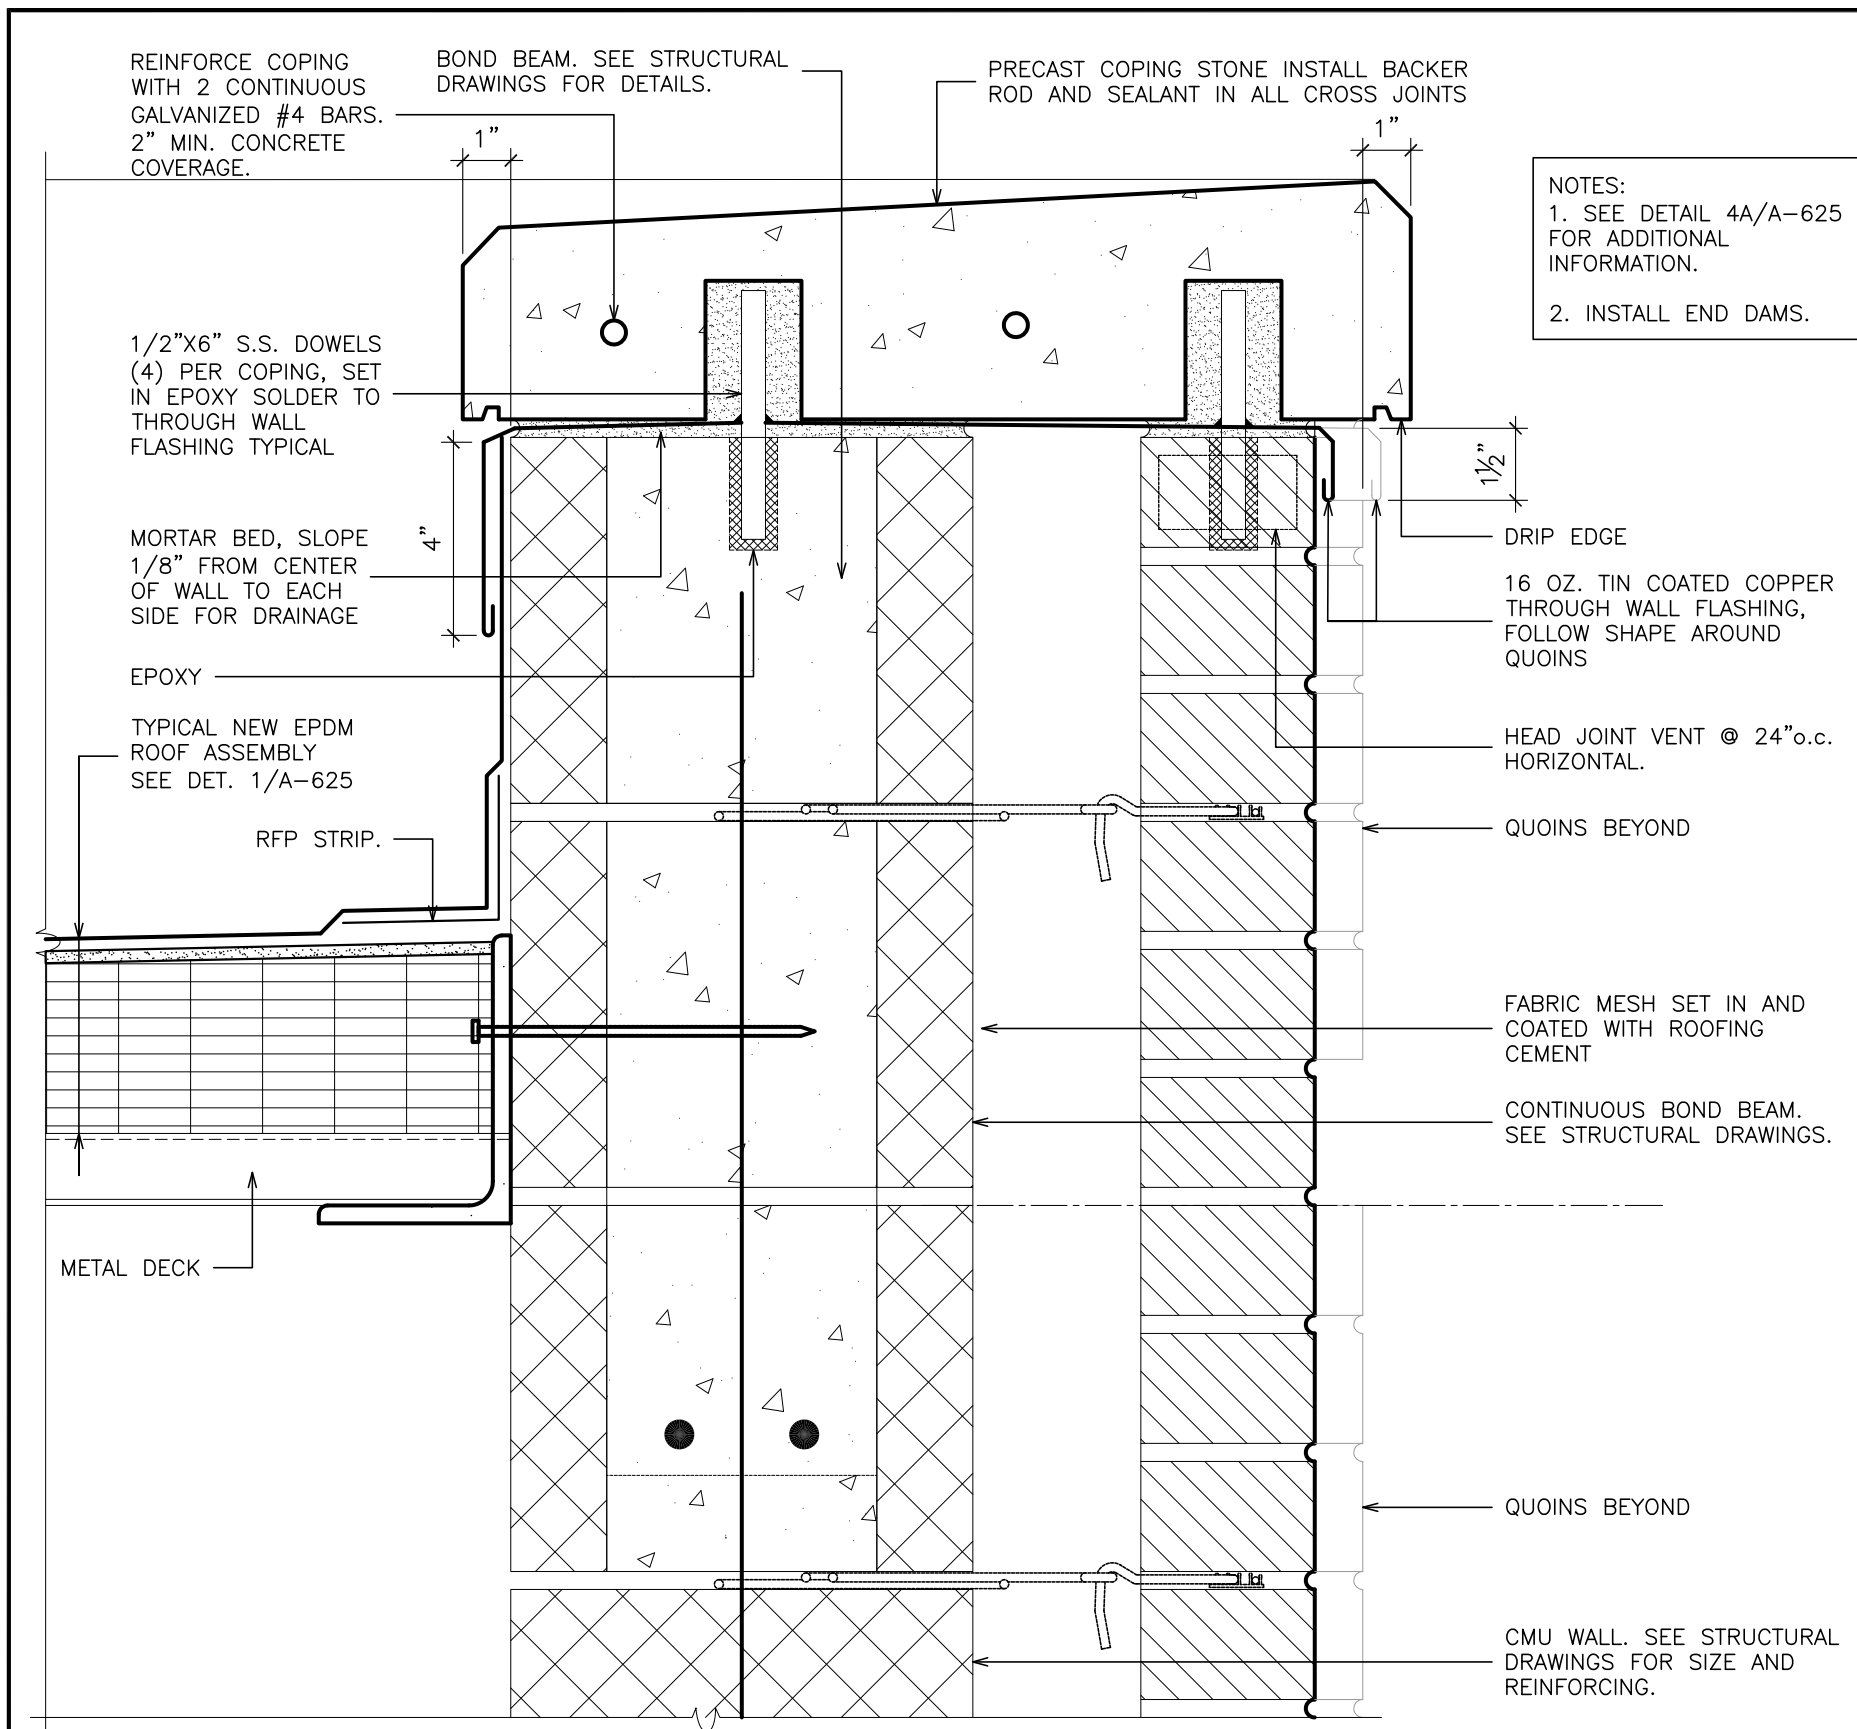 REINFORCE COPING
WITH 2 CONTINUOUS
GALVANIZED #4 BARS.
2" MIN. CONCRETE
COVERAGE.
BOND BEAM. SEE STRUCTURAL
DRAWINGS FOR DETAILS.
PRECAST COPING STONE INSTALL BACKER
ROD AND SEALANT IN ALL CROSS JOINTS
1"
1"
NOTES:
1. SEE DETAIL 4A/A-625
FOR ADDITIONAL
INFORMATION.
2. INSTALL END DAMS.
1/2"X6" S.S. DOWELS
(4) PER COPING, SET
IN EPOXY SOLDER TO
THROUGH WALL
FLASHING TYPICAL
4"
1½"
MORTAR BED, SLOPE
1/8" FROM CENTER
OF WALL TO EACH
SIDE FOR DRAINAGE
DRIP EDGE
16 OZ. TIN COATED COPPER
THROUGH WALL FLASHING,
FOLLOW SHAPE AROUND
QUOINS
EPOXY
TYPICAL NEW EPDM
ROOF ASSEMBLY
SEE DET. 1/A-625
HEAD JOINT VENT @ 24"o.c.
HORIZONTAL.
RFP STRIP.
QUOINS BEYOND
FABRIC MESH SET IN AND
COATED WITH ROOFING
CEMENT
CONTINUOUS BOND BEAM.
SEE STRUCTURAL DRAWINGS.
METAL DECK
QUOINS BEYOND
CMU WALL. SEE STRUCTURAL
DRAWINGS FOR SIZE AND
REINFORCING.